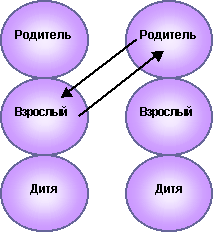 Родитель Родитель
Взрослый Взрослый
Дитя Дитя